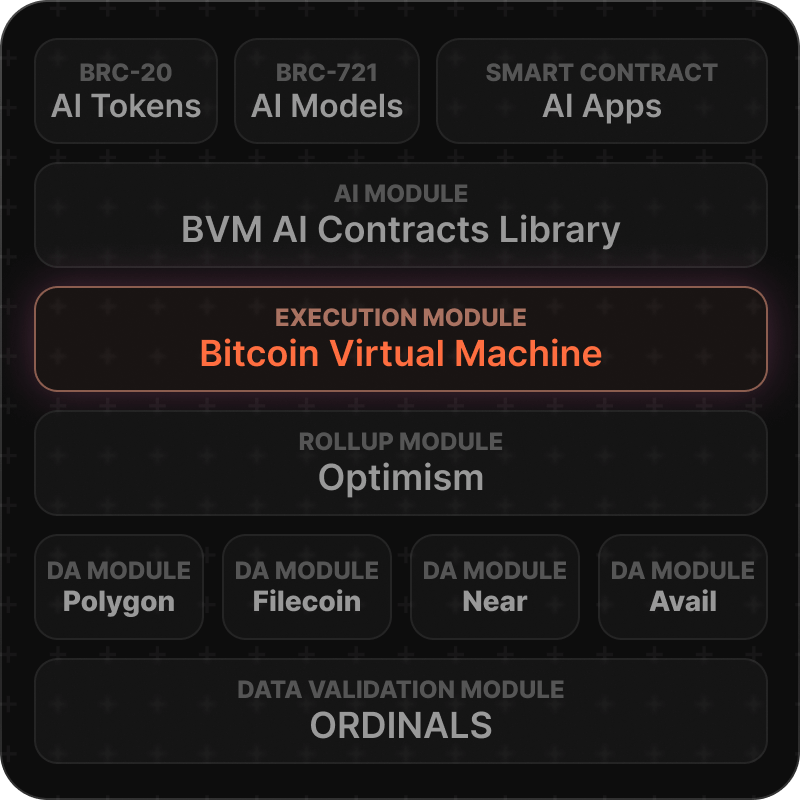 BRC-20
AI Tokens
BRC-721
AI Models
SMART CONTRACT
AI Apps
AI MODULE
BVM AI Contracts Library
EXECUTION MODULE
Bitcoin Virtual Machine
ROLLUP MODULE
Optimism
DA MODULE
Polygon
DA MODULE
Filecoin
DA MODULE
Near
DA MODULE
Avail
DATA VALIDATION MODULE
ORDINALS